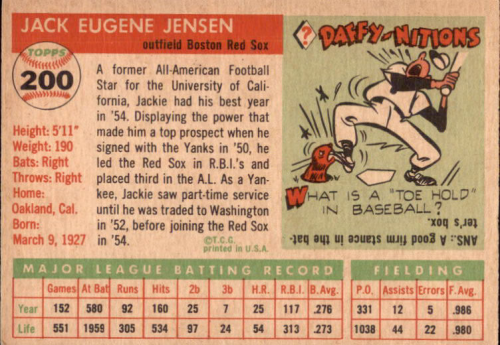 JACK EUGENE JENSEN
outfield Boston Red Sox
TOPPS
200
Height: 5'11"
Weight: 190
Bats: Right
Throws: Right
Home:
Oakland, Cal.
Born:
March 9, 1927
A former All-American Football
Star for the University of Cal-
ifornia, Jackie had his best year
in '54. Displaying the power that
made him a top prospect when he
signed with the Yanks in '50, he
led the Red Sox in R.B.I.'s and
placed third in the A.L. As a Yan-
kee, Jackie saw part-time service
until he was traded to Washington
in '52, before joining the Red Sox
in '54.
©T.C.G.
printed in U.S.A.
? DAFFY-NITIONS
WHAT IS A "TOE HOLD"
IN BASEBALL?
ANS.: A good firm stance in the bat-
ter's box.
MAJOR LEAGUE BATTING RECORD
FIELDING
Games At Bat Runs Hits 2b 3b H.R. R.B.I. B.Avg. P.O. Assists Errors F.Avg.
Year 152 580 92 160 25 7 25 117 .276 331 12 5 .986
Life 551 1959 305 535 97 24 54 313 .273 1038 44 22 .980